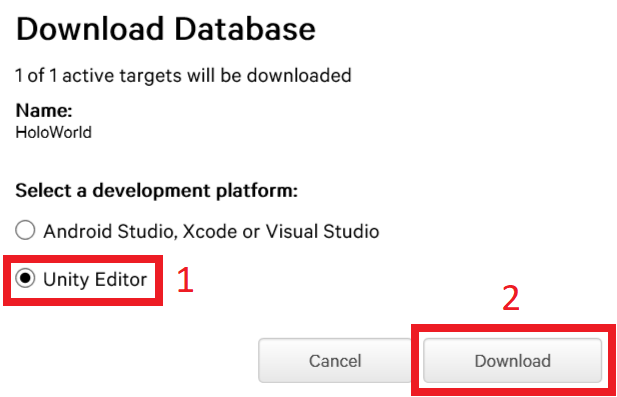 Download Database
1 of 1 active targets will be downloaded
Name:
HoloWorld
Select a development platform:
Android Studio, Xcode or Visual Studio
Unity Editor 1
2
Cancel Download